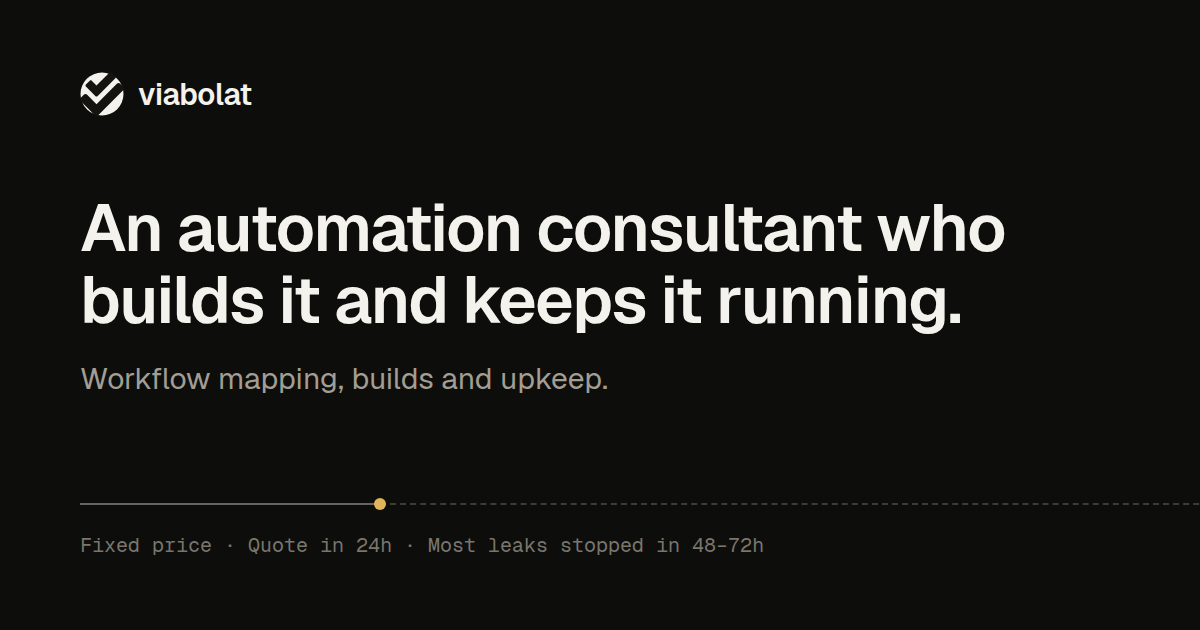 viabolat
An automation consultant who
builds it and keeps it running.
Workflow mapping, builds and upkeep.
Fixed price · Quote in 24h · Most leaks stopped in 48–72h